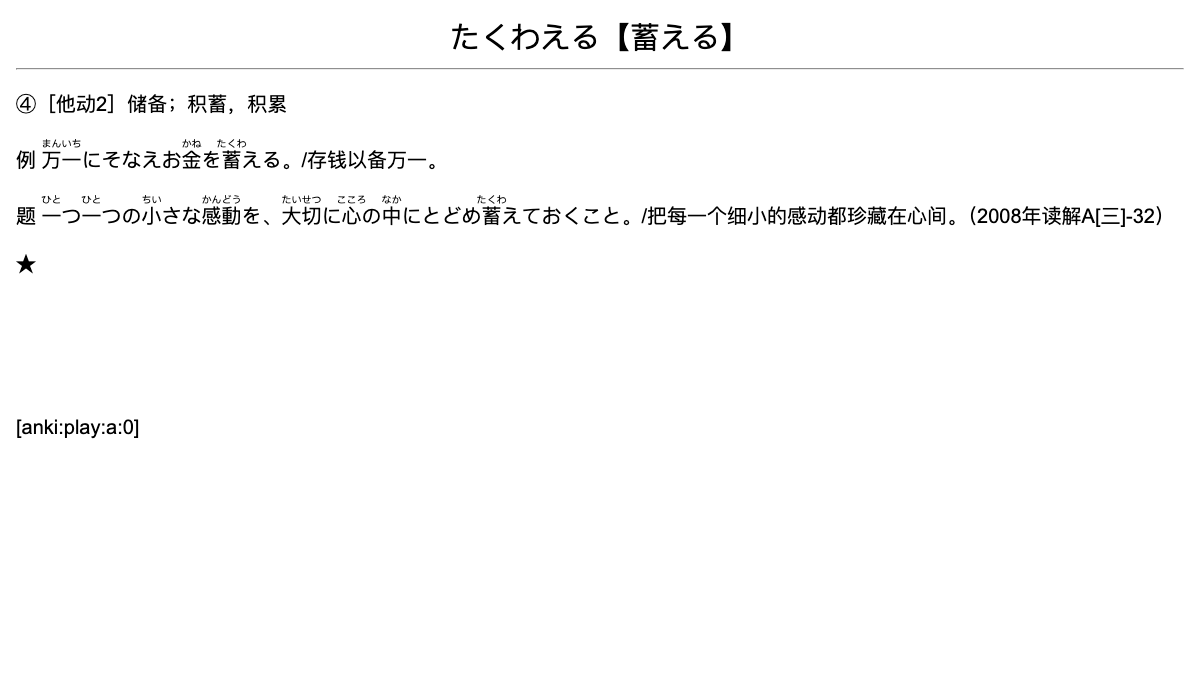 たくわえる【蓄える】
④［他动2］储备；积蓄，积累
まんいち かね たくわ
例 万一にそなえお金を蓄える。/存钱以备万一。
ひと ひと ちい かんどう たいせつ こころ なか たくわ
题 一つ一つの小さな感動を、大切に心の中にとどめ蓄えておくこと。/把每一个细小的感动都珍藏在心间。（2008年读解A[三]-32）
★
[anki:play:a:0]